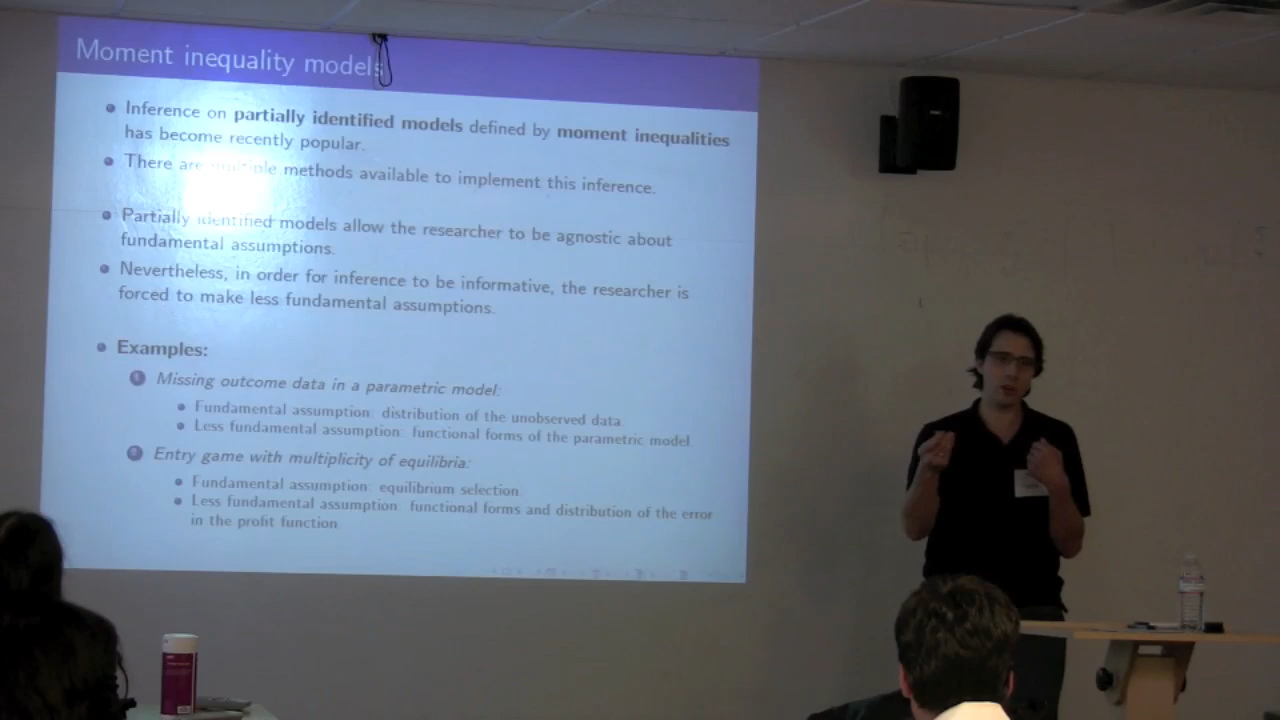 Moment inequality models
Inference on partially identified models defined by moment inequalities
has become recently popular.
There are multiple methods available to implement this inference.
Partially identified models allow the researcher to be agnostic about
fundamental assumptions.
Nevertheless, in order for inference to be informative, the researcher is
forced to make less fundamental assumptions.
Examples:
1 Missing outcome data in a parametric model:
Fundamental assumption: distribution of the unobserved data.
Less fundamental assumption: functional forms of the parametric model.
2 Entry game with multiplicity of equilibria:
Fundamental assumption: equilibrium selection.
Less fundamental assumption: functional forms and distribution of the error
in the profit function.